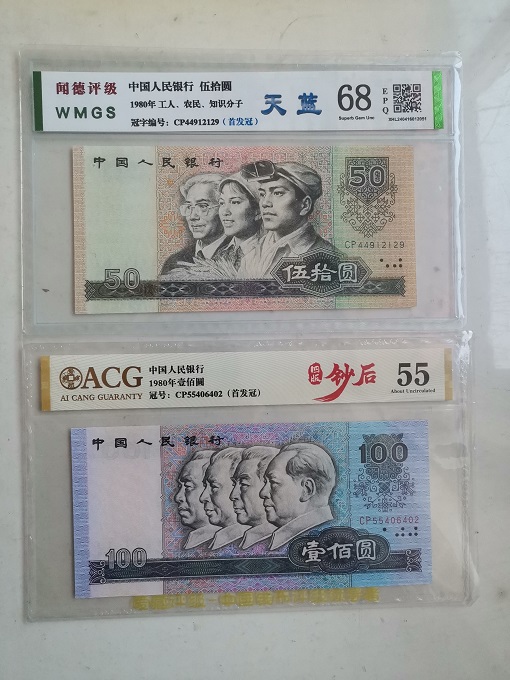 闻德评级
WMGS
中国人民银行 伍拾圆
1980年 工人、农民、知识分子
冠字编号:CP44912129(首发冠)
天蓝
68
Superb Gem Unc
EPQ
中国人民银行
50
CP44912129
50
伍拾圆
ACG
AI CANG GUARANTY
中国人民银行
1980年壹佰圆
冠号:CP55406402(首发冠)
四版
钞后
55
About Uncirculated
中国人民银行
100
CP55406402
100
壹佰圆